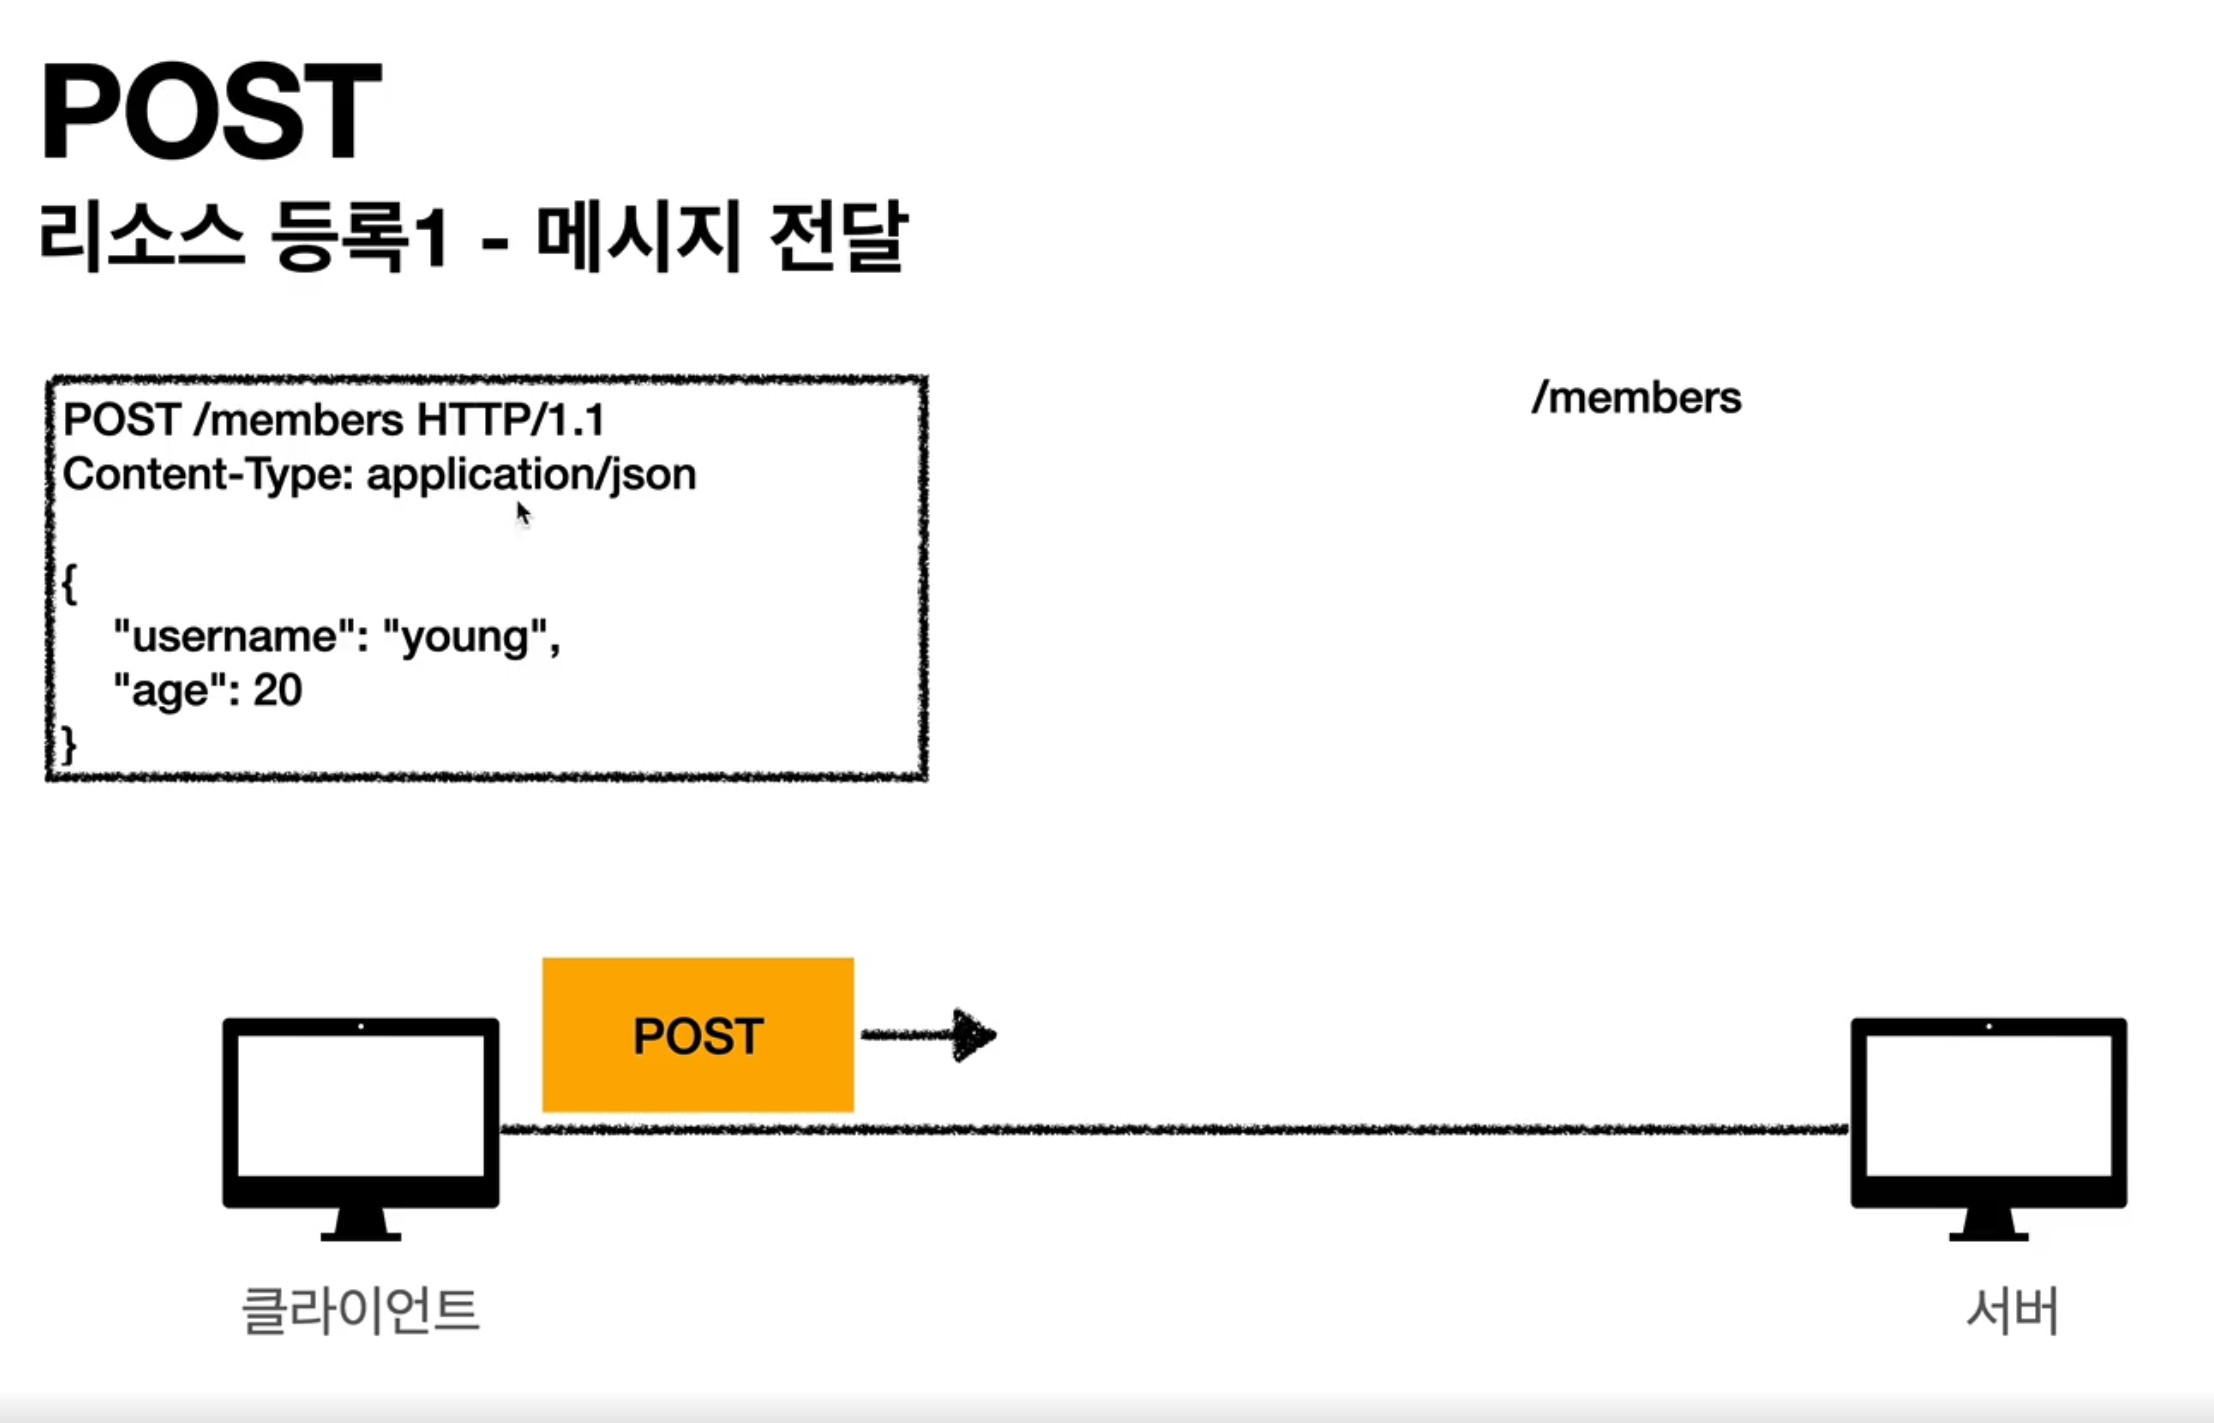 POST
리소스 등록1 - 메시지 전달
POST /members HTTP/1.1
Content-Type: application/json
{
"username": "young",
"age": 20
}
/members
POST
클라이언트
서버